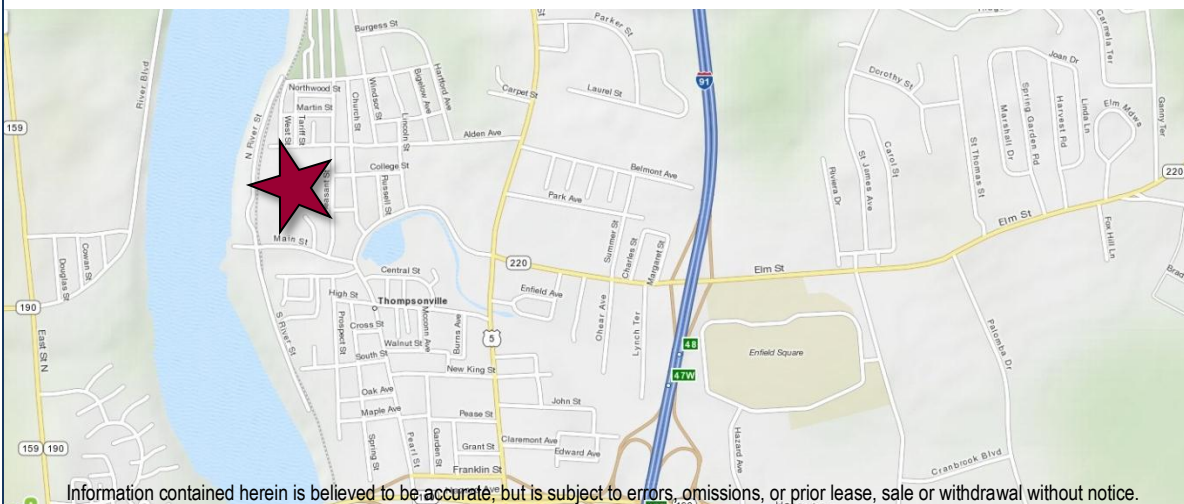 Burgess St
Parker St
Carmela Ter
River Blvd
Hartford Ave
Bigelow Ave
Windsor St
Church St
Northwood St
Martin St
Tariff St
West St
N River St
Lincoln St
Carpet St
Laurel St
91
Dorothy St
Joan Dr
Spring Garden Rd
Marshall Dr
Harvest Rd
Linda Ln
Elm Mdws
Ganny Ter
159
Alden Ave
College St
Russell St
Belmont Ave
Park Ave
Summer St
Charles St
Margaret St
Riviera Dr
St James Ave
Carol St
St Thomas St
220
Elm St
Fox Hill Ln
Main St
Cowan St
Douglas St
220
Elm St
Central St
Enfield Ave
High St
Thompsonville
190
Prospect St
Cross St
Mcconn Ave
Burns Ave
Walnut St
5
Ohear Ave
Lynch Ter
Palomba Dr
Enfield Square
48
47W
East St N
S River St
South St
New King St
Oak Ave
Maple Ave
John St
Pease St
Spring St
Pearl St
Garden St
Grant St
Claremont Ave
Edward Ave
Hazard Ave
Cranbrook Blvd
159
190
Franklin St
Information contained herein is believed to be accurate, but is subject to errors, omissions, or prior lease, sale or withdrawal without notice.